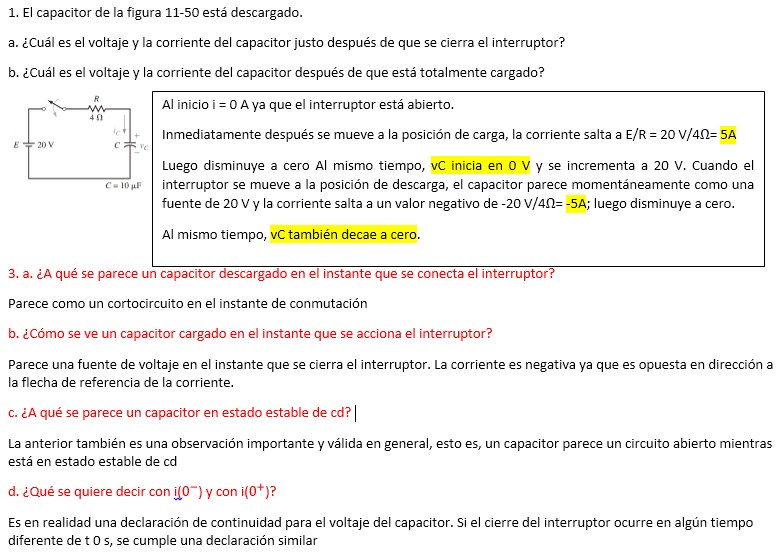 1. El capacitor de la figura 11-50 está descargado.
a. ¿Cuál es el voltaje y la corriente del capacitor justo después de que se cierra el interruptor?
b. ¿Cuál es el voltaje y la corriente del capacitor después de que está totalmente cargado?
R
4 Ω
E
20 V
iC
C
+
vC
−
C = 10 μF
Al inicio i = 0 A ya que el interruptor está abierto.
Inmediatamente después se mueve a la posición de carga, la corriente salta a E/R = 20 V/4Ω= 5A
Luego disminuye a cero Al mismo tiempo, vC inicia en 0 V y se incrementa a 20 V. Cuando el
interruptor se mueve a la posición de descarga, el capacitor parece momentáneamente como una
fuente de 20 V y la corriente salta a un valor negativo de -20 V/4Ω= -5A; luego disminuye a cero.
Al mismo tiempo, vC también decae a cero.
3. a. ¿A qué se parece un capacitor descargado en el instante que se conecta el interruptor?
Parece como un cortocircuito en el instante de conmutación
b. ¿Cómo se ve un capacitor cargado en el instante que se acciona el interruptor?
Parece una fuente de voltaje en el instante que se cierra el interruptor. La corriente es negativa ya que es opuesta en dirección a
la flecha de referencia de la corriente.
c. ¿A qué se parece un capacitor en estado estable de cd?
La anterior también es una observación importante y válida en general, esto es, un capacitor parece un circuito abierto mientras
está en estado estable de cd
d. ¿Qué se quiere decir con i(0⁻) y con i(0⁺)?
Es en realidad una declaración de continuidad para el voltaje del capacitor. Si el cierre del interruptor ocurre en algún tiempo
diferente de t 0 s, se cumple una declaración similar